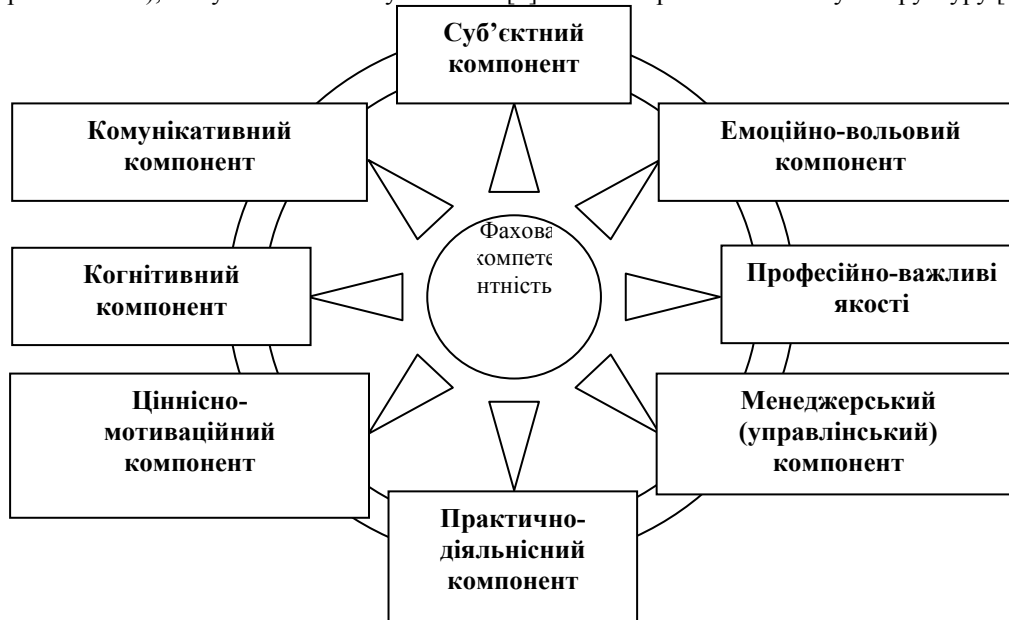 Суб’єктний
компонент
Комунікативний
компонент
Емоційно-вольовий
компонент
Фахова
компете
нтність
Когнітивний
компонент
Професійно-важливі
якості
Ціннісно-
мотиваційний
компонент
Менеджерський
(управлінський)
компонент
Практично-
діяльнісний
компонент